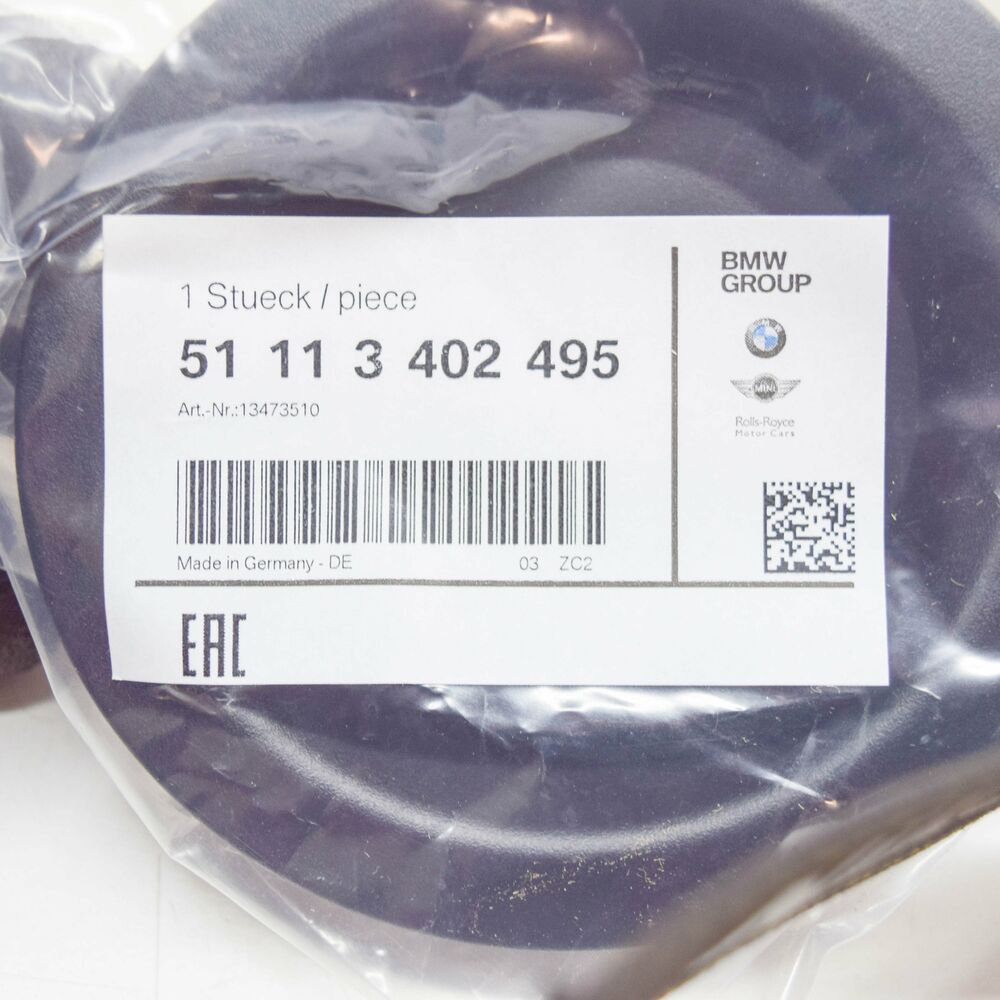 1 Stueck / piece
51 11 3 402 495
Art.-Nr.:13473510
Made in Germany - DE 03 ZC2
EAC
BMW
GROUP
MINI
Rolls-Royce
Motor Cars